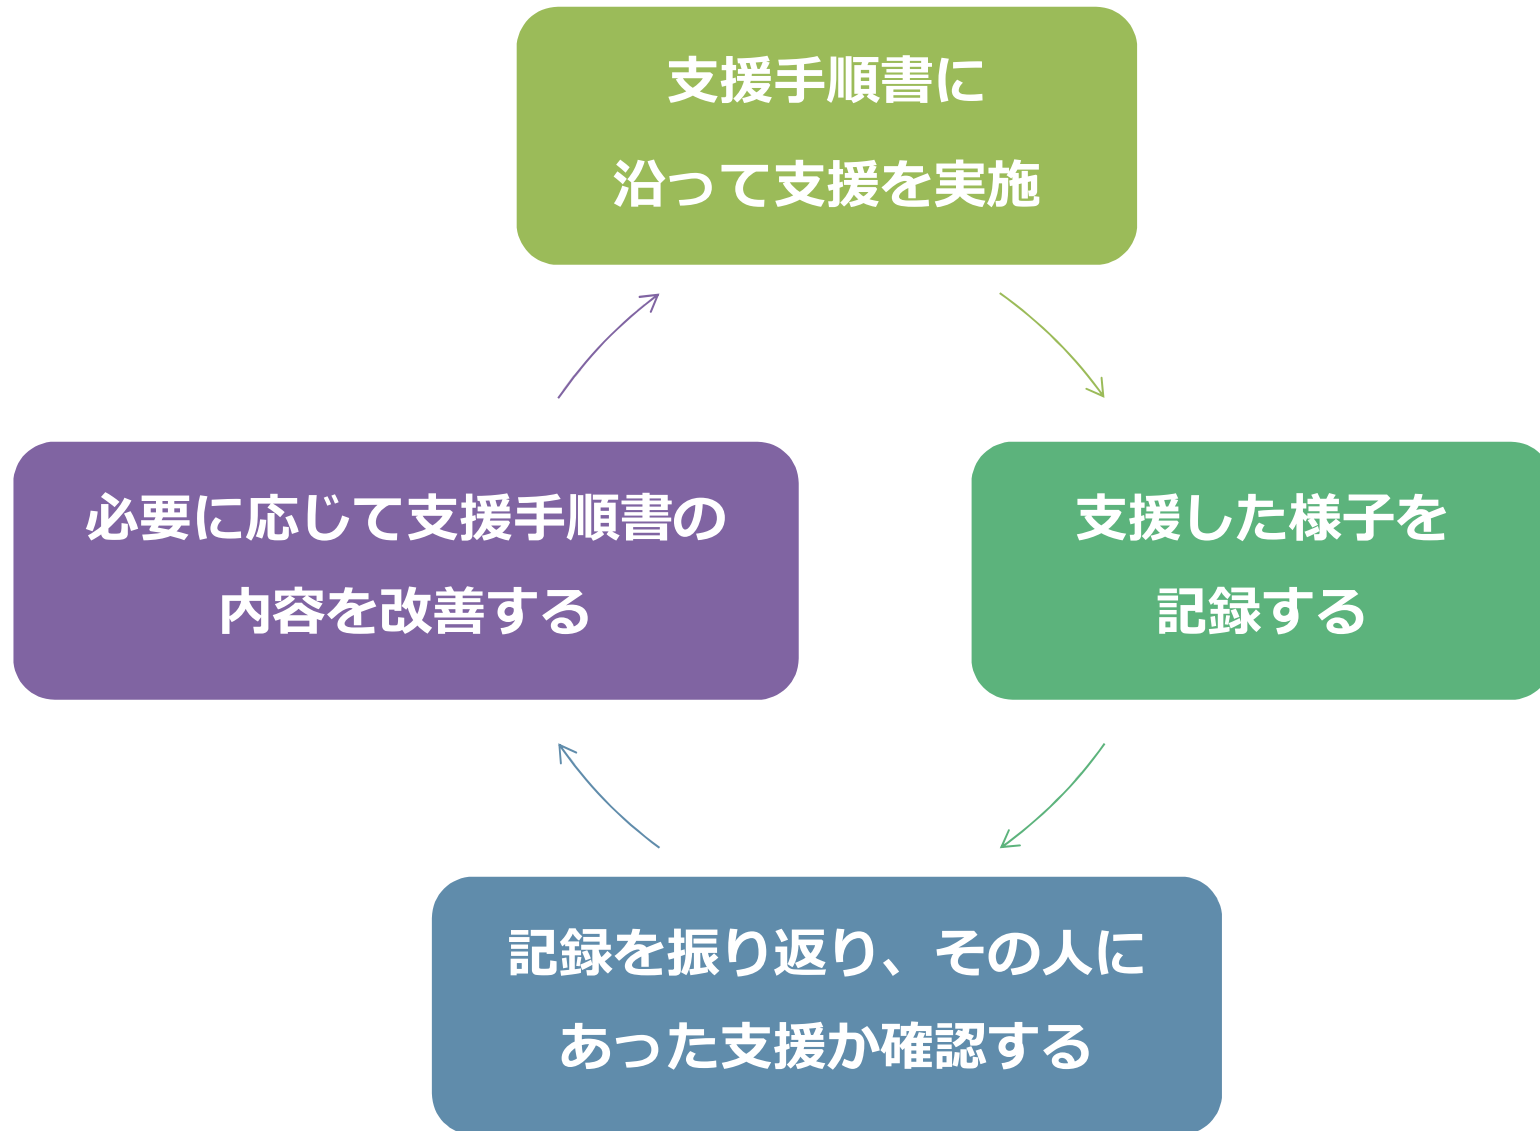 支援手順書に
沿って支援を実施
必要に応じて支援手順書の
内容を改善する
支援した様子を
記録する
記録を振り返り、その人に
あった支援か確認する